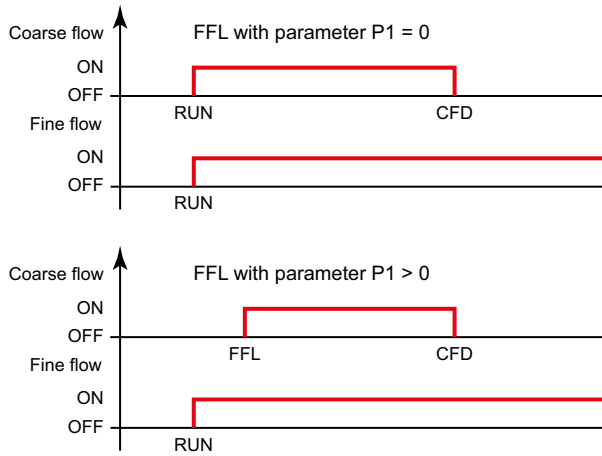 Coarse flow
FFL with parameter P1 = 0
ON
OFF
RUN
CFD
Fine flow
ON
OFF
RUN
Coarse flow
FFL with parameter P1 > 0
ON
OFF
FFL
CFD
Fine flow
ON
OFF
RUN